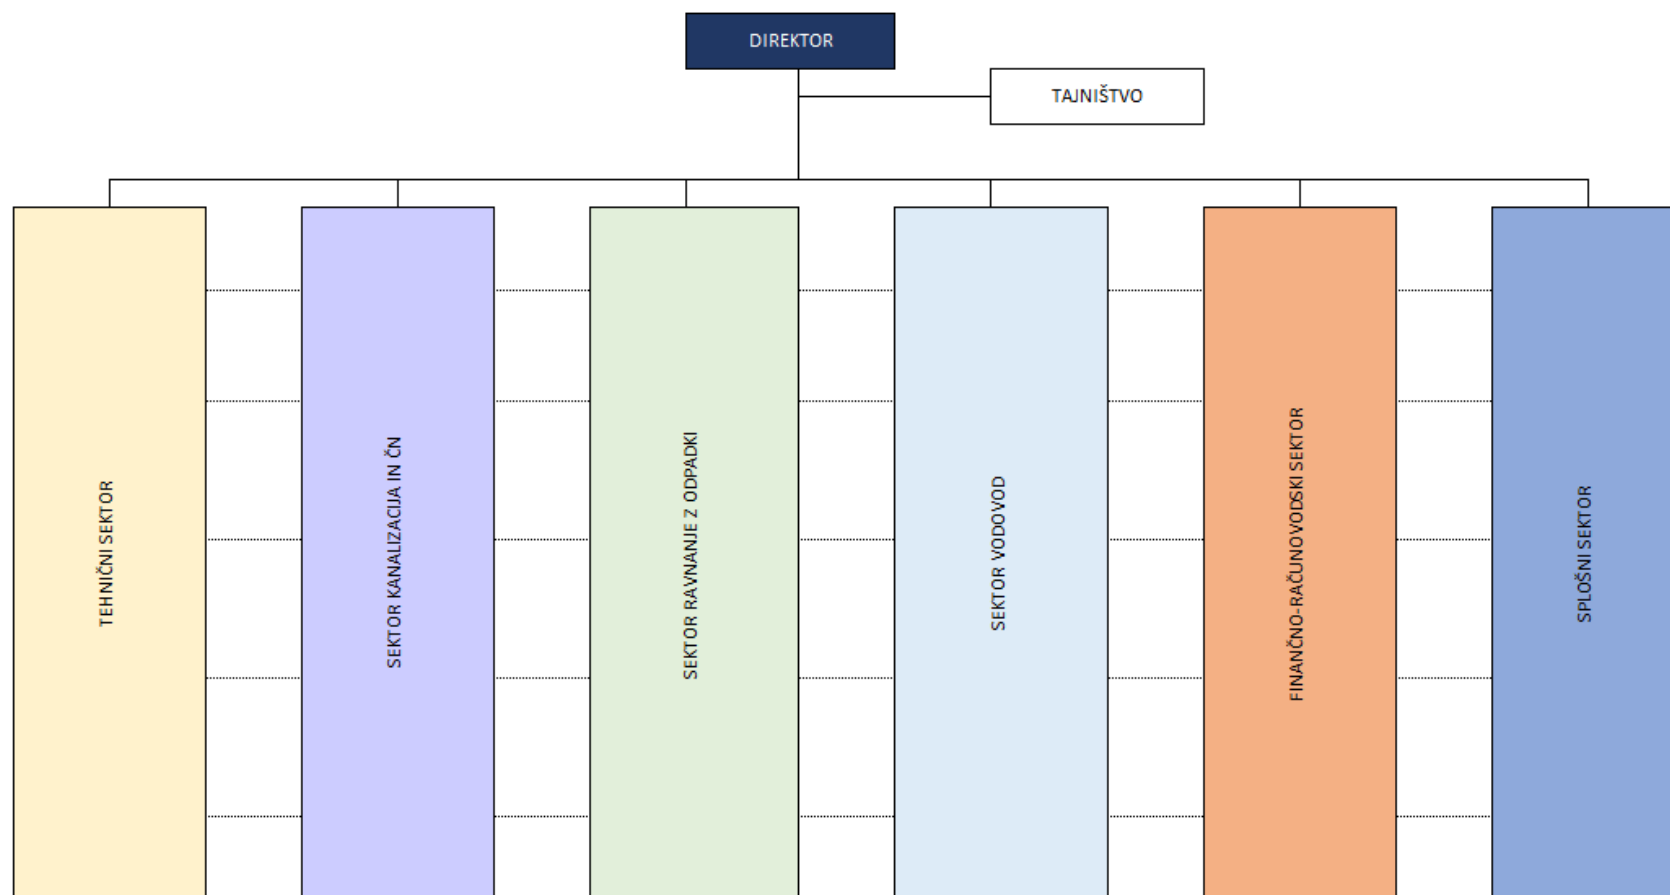 DIREKTOR
TAJNIŠTVO
TEHNIČNI SEKTOR
SEKTOR KANALIZACIJA IN ČN
SEKTOR RAVNANJE Z ODPADKI
SEKTOR VODOVOD
FINANČNO-RAČUNOVODSKI SEKTOR
SPLOŠNI SEKTOR